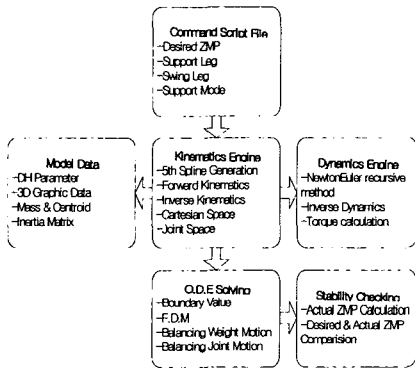 Command Script File
-Desired ZMP
-Support Leg
-Swing Leg
-Support Mode
Model Data
-DH Parameter
-3D Graphic Data
-Mass & Centroid
-Inertia Matrix
Kinematics Engine
-5th Spline Generation
-Forward Kinematics
-Inverse Kinematics
-Cartesian Space
-Joint Space
Dynamics Engine
-NewtonEuler recursive
method
-Inverse Dynamics
-Torque calculation
O.D.E Solving
-Boundary Value
-F.D.M
-Balancing Weight Motion
-Balancing Joint Motion
Stability Checking
-Actual ZMP Calculation
-Desired & Actual ZMP
Comparision